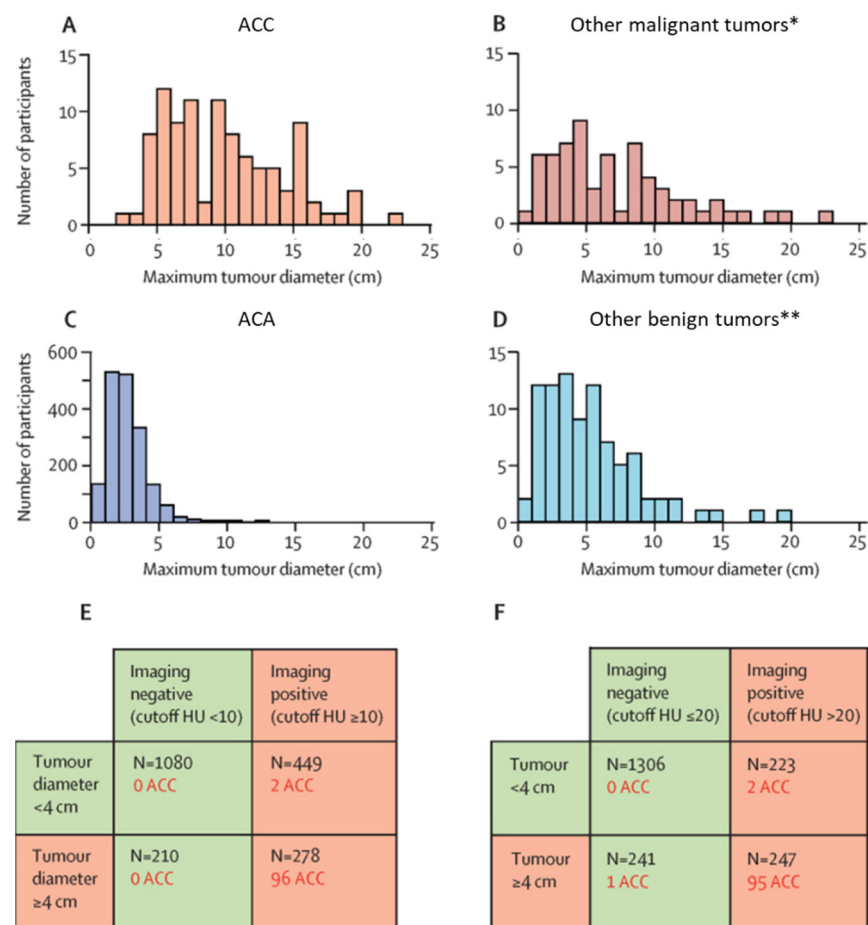 A ACC
15
10
5
0
Number of participants
0 5 10 15 20 25
Maximum tumour diameter (cm)
B Other malignant tumors*
15
10
5
0
0 5 10 15 20 25
Maximum tumour diameter (cm)
C ACA
600
400
200
0
Number of participants
0 5 10 15 20 25
Maximum tumour diameter (cm)
D Other benign tumors**
15
10
5
0
0 5 10 15 20 25
Maximum tumour diameter (cm)
E
Imaging
negative
(cutoff HU <10)
Imaging
positive
(cutoff HU ≥10)
Tumour
diameter
<4 cm
N=1080
0 ACC
N=449
2 ACC
Tumour
diameter
≥4 cm
N=210
0 ACC
N=278
96 ACC
F
Imaging
negative
(cutoff HU ≤20)
Imaging
positive
(cutoff HU >20)
Tumour
<4 cm
N=1306
0 ACC
N=223
2 ACC
Tumour
≥4 cm
N=241
1 ACC
N=247
95 ACC